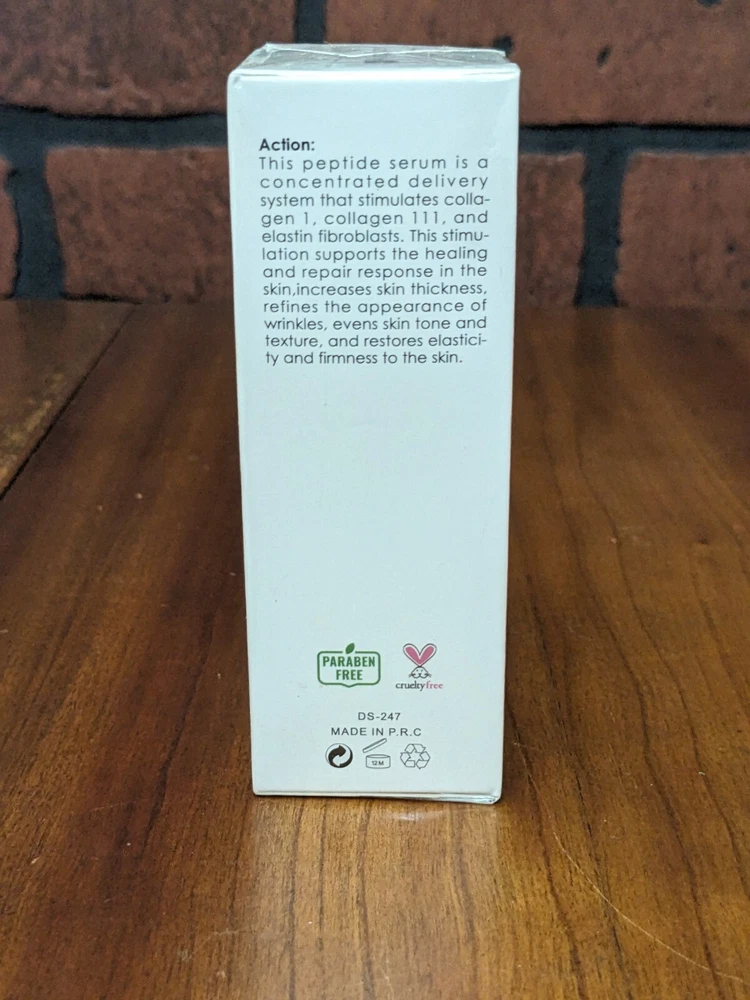 Action:
This peptide serum is a
concentrated delivery
system that stimulates colla-
gen 1, collagen 111, and
elastin fibroblasts. This stimu-
lation supports the healing
and repair response in the
skin,increases skin thickness,
refines the appearance of
wrinkles, evens skin tone and
texture, and restores elastici-
ty and firmness to the skin.
PARABEN
FREE
crueltyfree
DS-247
MADE IN P.R.C
12M